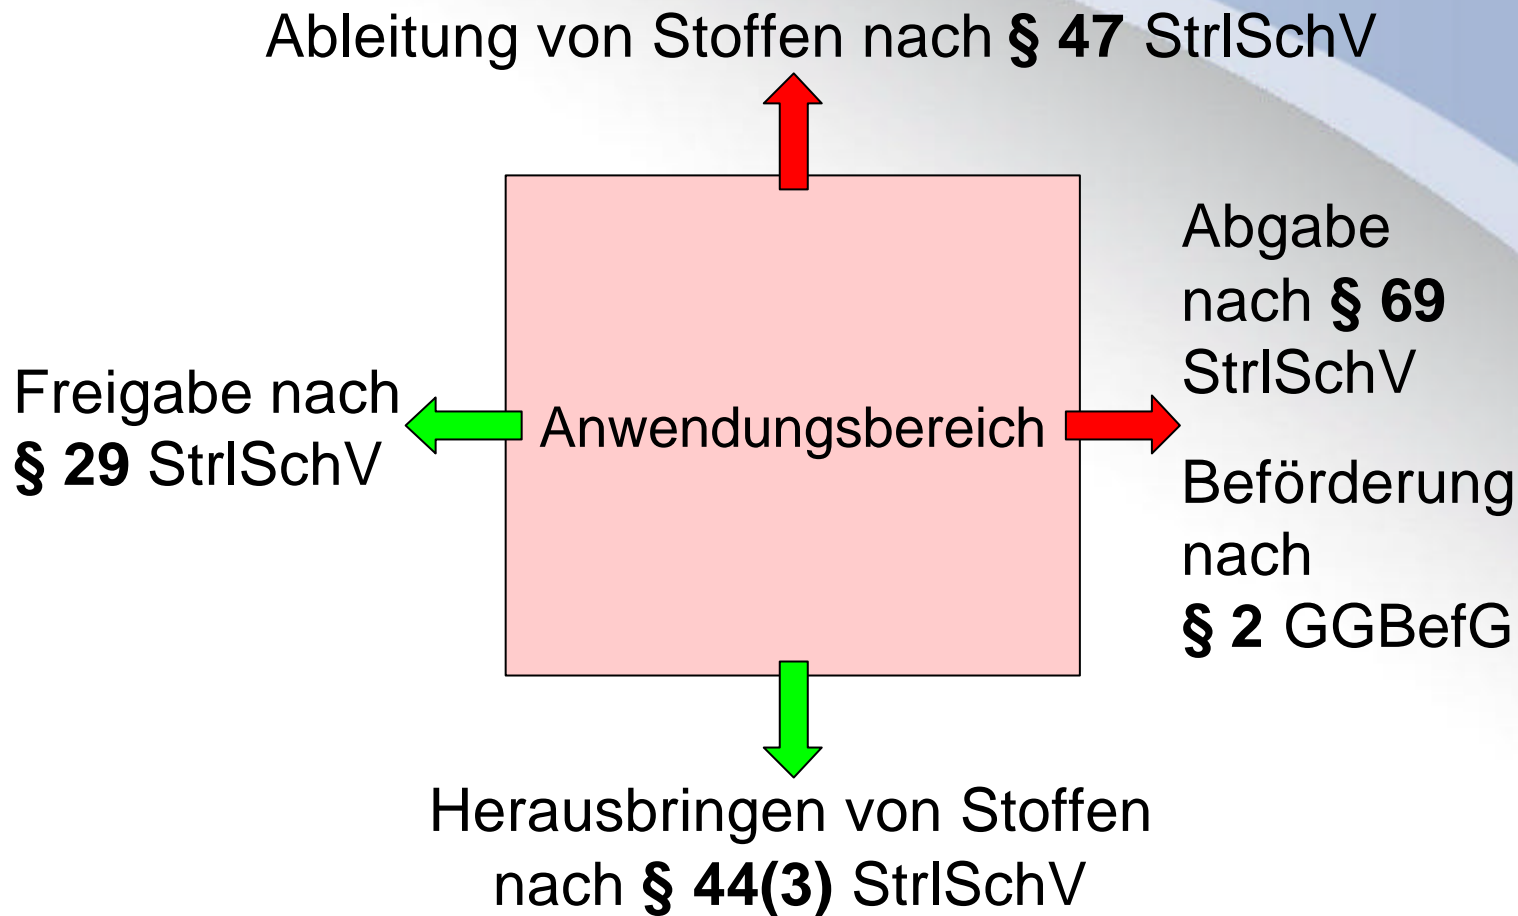 Ableitung von Stoffen nach § 47 StrlSchV
Abgabe
nach § 69
StrlSchV
Freigabe nach
§ 29 StrlSchV
Anwendungsbereich
Beförderung
nach
§ 2 GGBefG
Herausbringen von Stoffen
nach § 44(3) StrlSchV